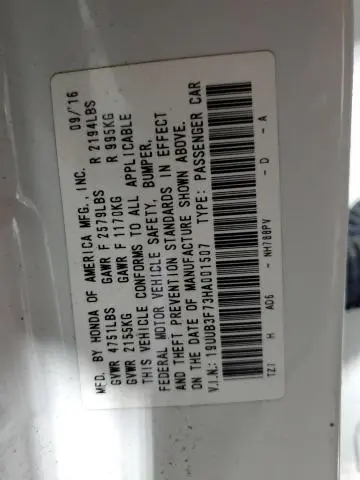 MFD. BY HONDA OF AMERICA MFG., INC. 09/'16
GVWR 4751LBS GAWR F 2579LBS R 2194LBS
GVWR 2155KG GAWR F 1170KG R 995KG
THIS VEHICLE CONFORMS TO ALL APPLICABLE
FEDERAL MOTOR VEHICLE SAFETY, BUMPER,
AND THEFT PREVENTION STANDARDS IN EFFECT
ON THE DATE OF MANUFACTURE SHOWN ABOVE.
V.I.N.: 19UUB3F73HA001507 TYPE: PASSENGER CAR
TZ7 H AD6 - NH788PV - D - A